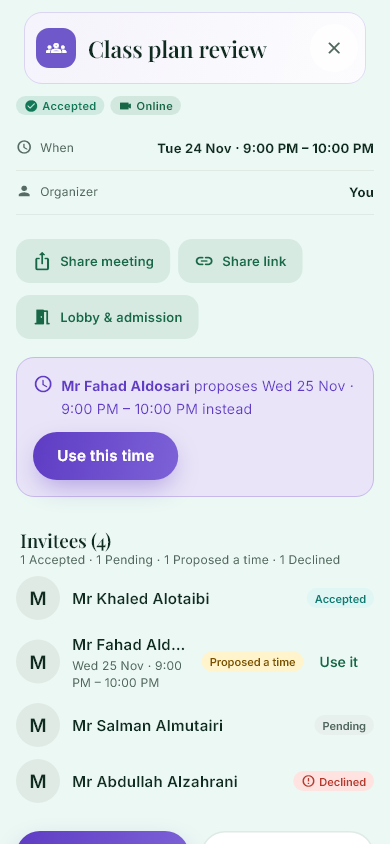 Class plan review
Accepted
Online
When
Tue 24 Nov · 9:00 PM – 10:00 PM
Organizer
You
Share meeting
Share link
Lobby & admission
Mr Fahad Aldosari proposes Wed 25 Nov ·
9:00 PM – 10:00 PM instead
Use this time
Invitees (4)
1 Accepted · 1 Pending · 1 Proposed a time · 1 Declined
M
Mr Khaled Alotaibi
Accepted
M
Mr Fahad Ald...
Wed 25 Nov · 9:00
PM – 10:00 PM
Proposed a time
Use it
M
Mr Salman Almutairi
Pending
M
Mr Abdullah Alzahrani
Declined